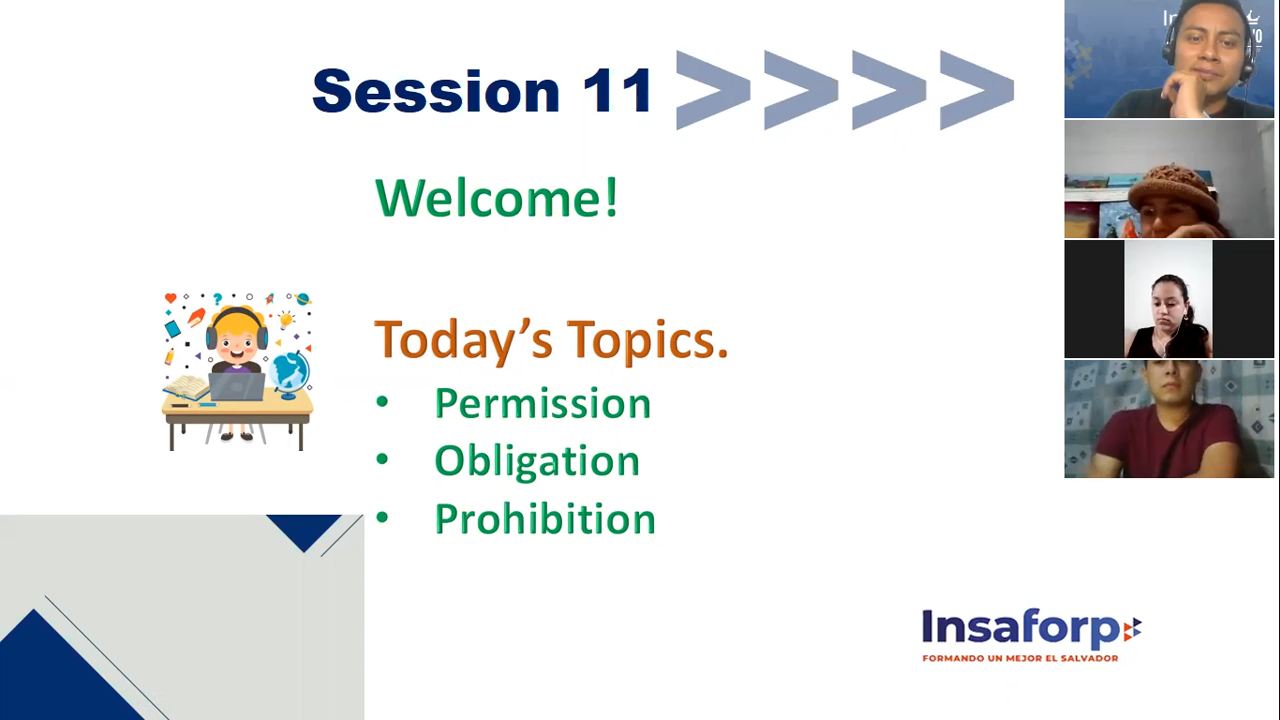 Session 11 >>>>
Welcome!
Today's Topics.
• Permission
• Obligation
• Prohibition
Insaforp
FORMANDO UN MEJOR EL SALVADOR